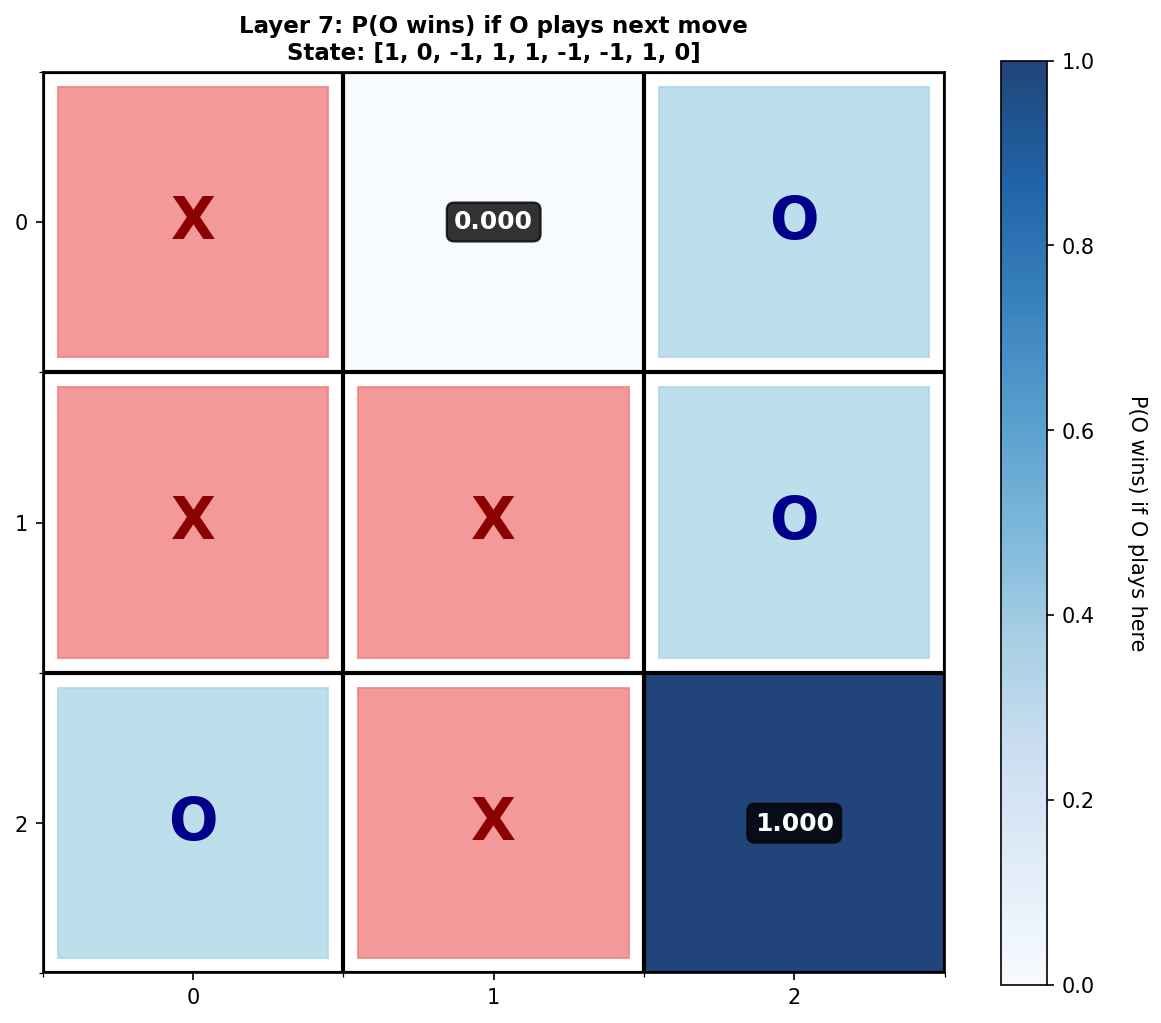 Layer 7: P(O wins) if O plays next move
State: [1, 0, -1, 1, 1, -1, -1, 1, 0]
X
0.000
O
X
X
O
O
X
1.000
0
1
2
0
1
2
1.0
0.8
0.6
0.4
0.2
0.0
P(O wins) if O plays here